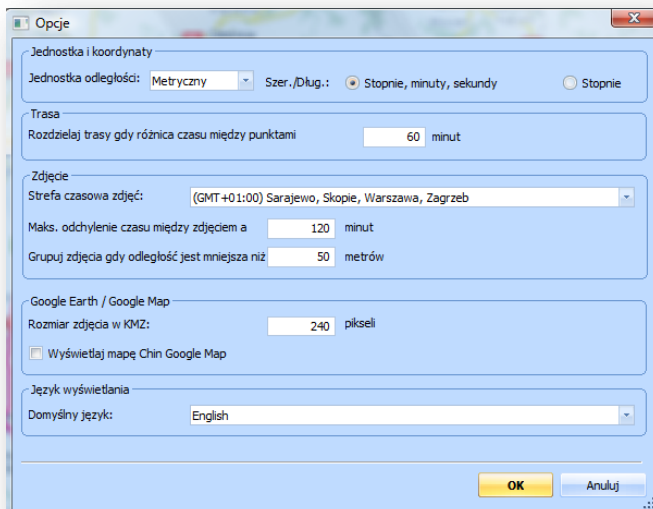 Opcje
Jednostka i koordynaty
Jednostka odległości: Metryczny Szer./Dług.: Stopnie, minuty, sekundy Stopnie
Trasa
Rozdzielaj trasy gdy różnica czasu między punktami 60 minut
Zdjęcie
Strefa czasowa zdjęć: (GMT+01:00) Sarajewo, Skopie, Warszawa, Zagrzeb
Maks. odchylenie czasu między zdjęciem a 120 minut
Grupuj zdjęcia gdy odległość jest mniejsza niż 50 metrów
Google Earth / Google Map
Rozmiar zdjęcia w KMZ: 240 pikseli
Wyświetlaj mapę Chin Google Map
Język wyświetlania
Domyślny język: English
OK Anuluj